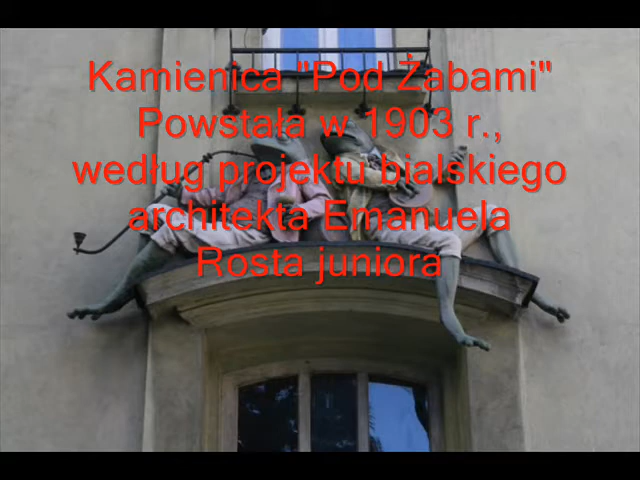 Kamienica "Pod Żabami"
Powstała w 1903 r.,
według projektu bialskiego
architekta Emanuela
Rosta juniora